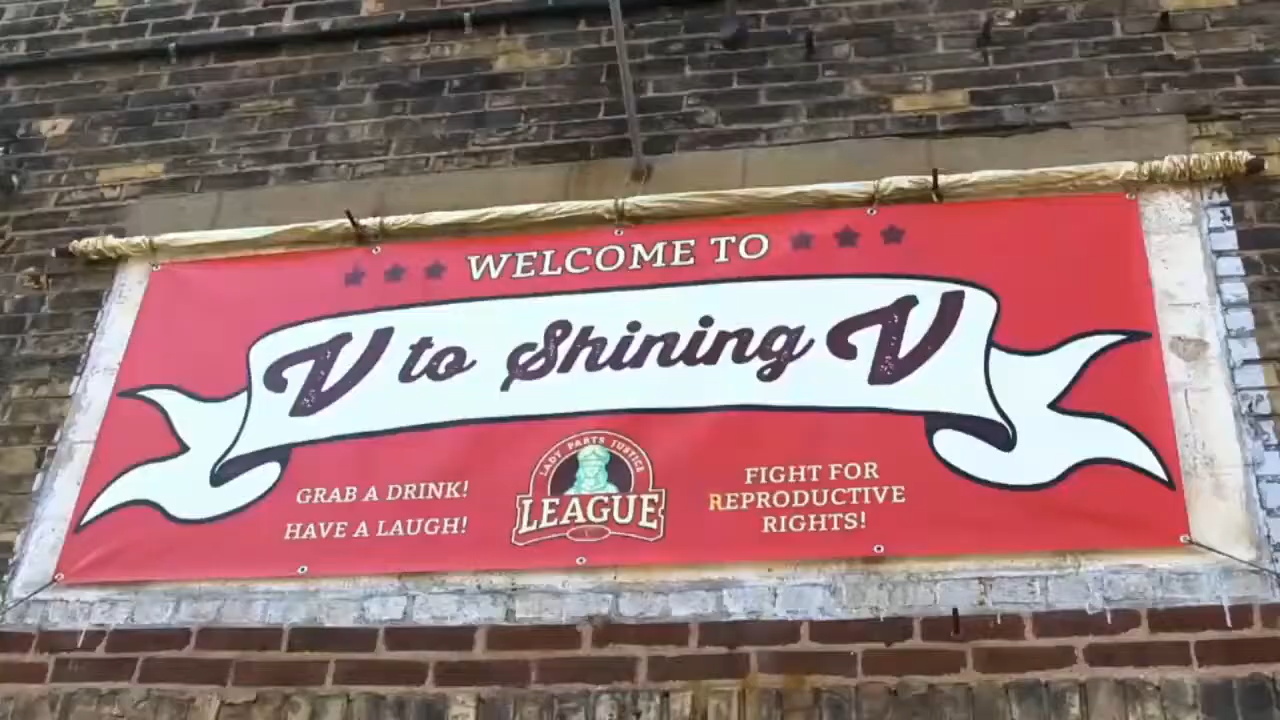 WELCOME TO
V to Shining V
GRAB A DRINK!
HAVE A LAUGH!
LADY PARTS JUSTICE
LEAGUE
FIGHT FOR
REPRODUCTIVE
RIGHTS!